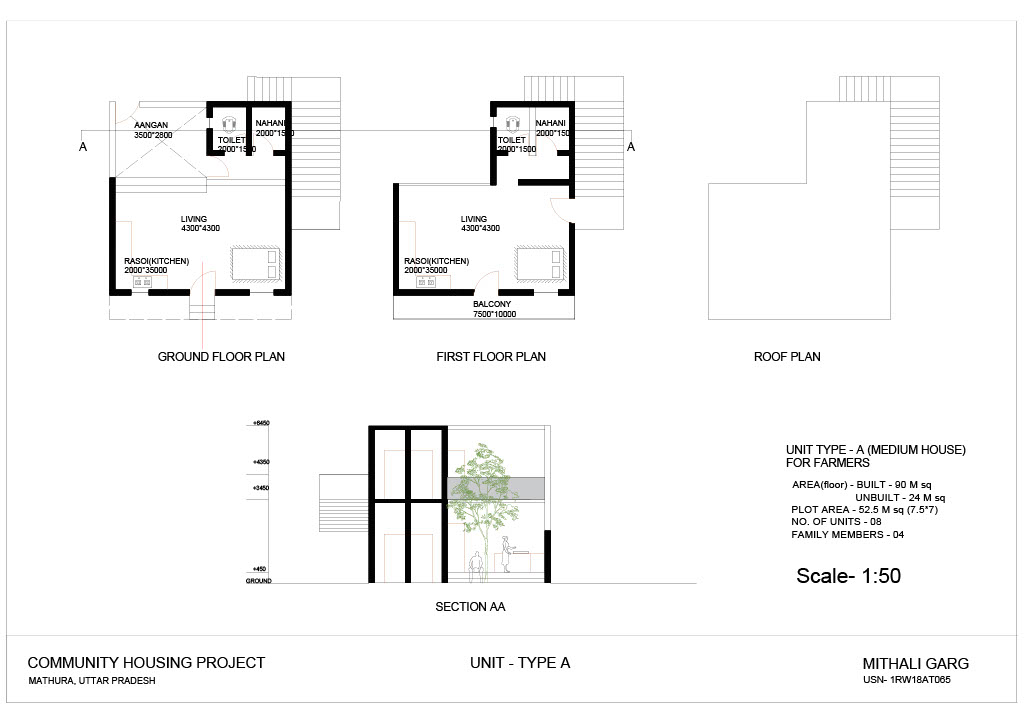 AANGAN
3500*2800
TOILET
2000*1500
NAHANI
2000*1500
A
LIVING
4300*4300
RASOI(KITCHEN)
2000*35000
GROUND FLOOR PLAN
TOILET
2000*1500
NAHANI
2000*150
A
LIVING
4300*4300
RASOI(KITCHEN)
2000*35000
BALCONY
7500*10000
FIRST FLOOR PLAN
ROOF PLAN
+6450
+4350
+3450
+450
GROUND
SECTION AA
UNIT TYPE - A (MEDIUM HOUSE)
FOR FARMERS
AREA(floor) - BUILT - 90 M sq
UNBUILT - 24 M sq
PLOT AREA - 52.5 M sq (7.5*7)
NO. OF UNITS - 08
FAMILY MEMBERS - 04
Scale- 1:50
COMMUNITY HOUSING PROJECT
MATHURA, UTTAR PRADESH
UNIT - TYPE A
MITHALI GARG
USN- 1RW18AT065